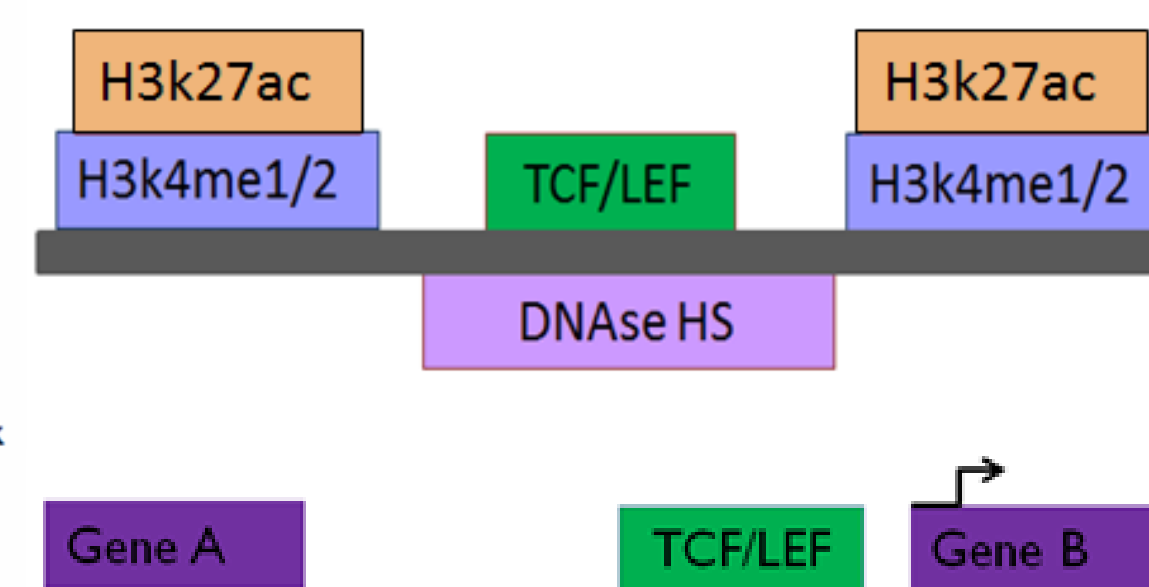 H3k27ac H3k27ac
H3k4me1/2 TCF/LEF H3k4me1/2
DNAse HS
Gene A TCF/LEF Gene B